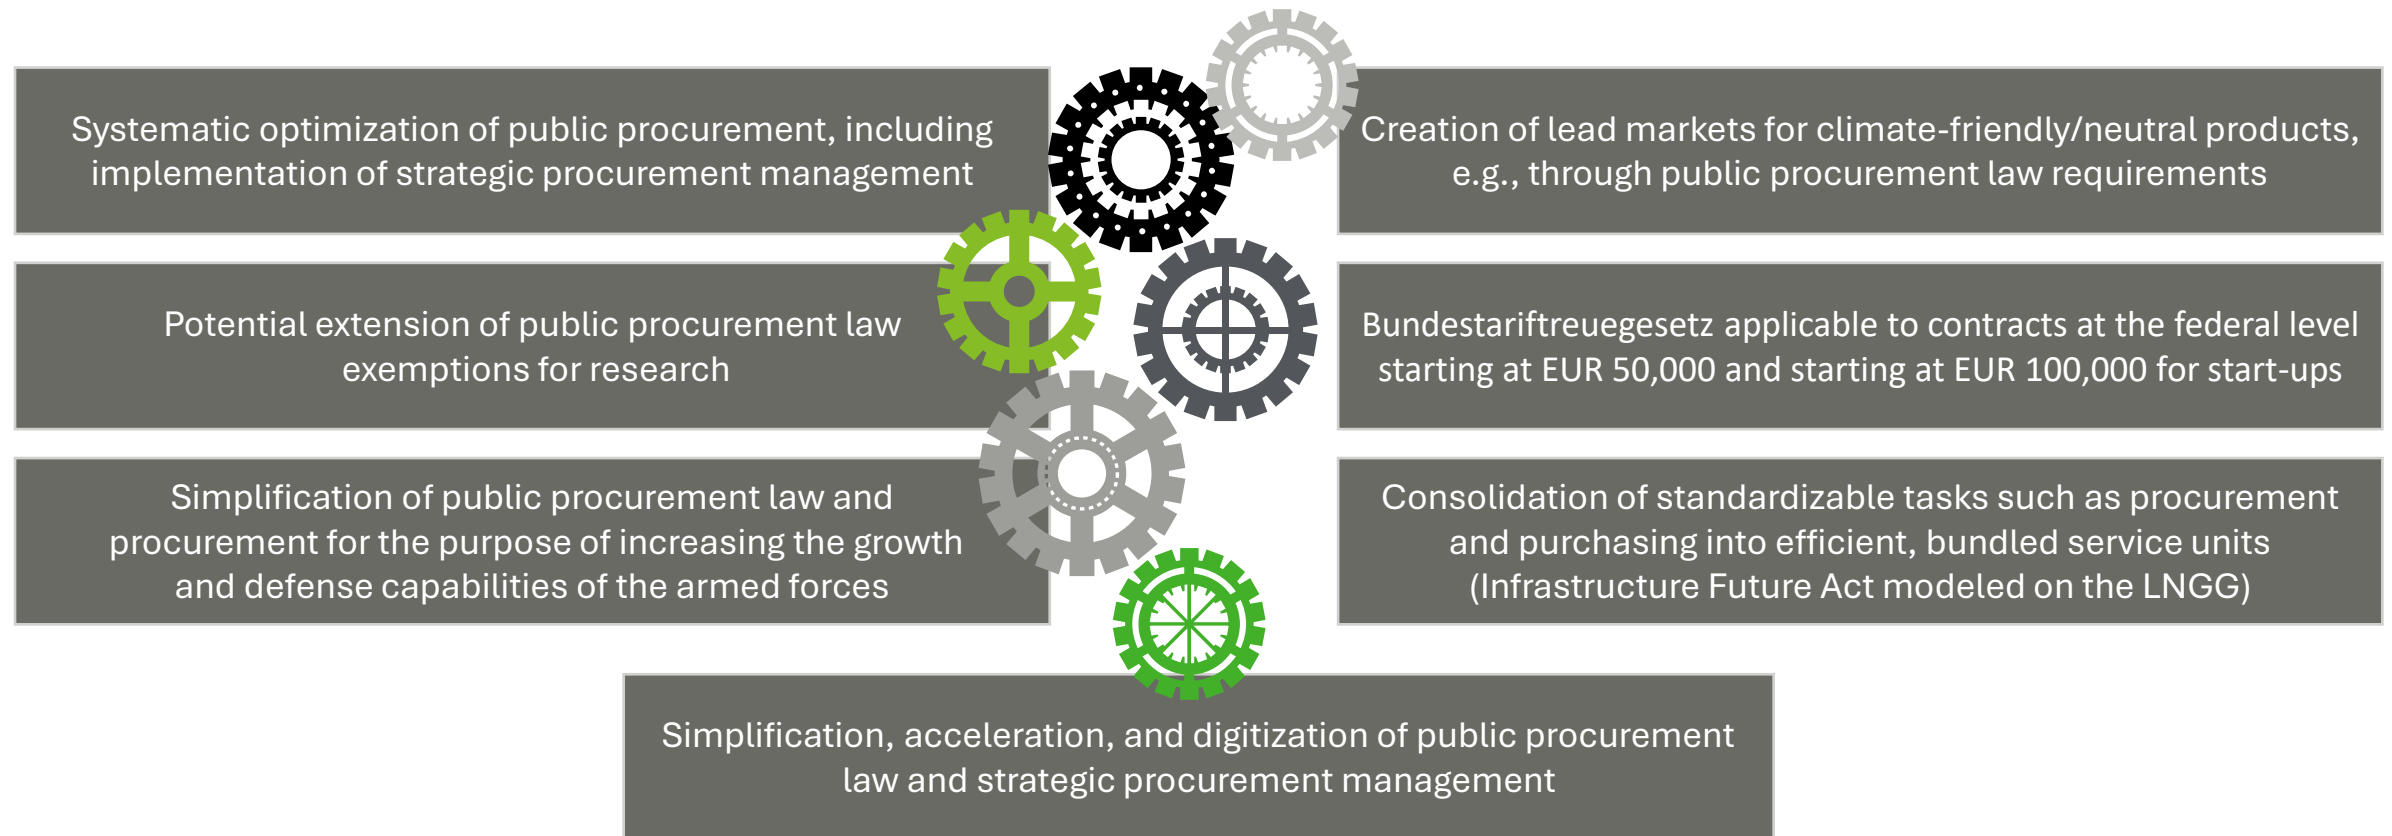 Systematic optimization of public procurement, including
implementation of strategic procurement management
Creation of lead markets for climate-friendly/neutral products,
e.g., through public procurement law requirements
Potential extension of public procurement law
exemptions for research
Bundestariftreuegesetz applicable to contracts at the federal level
starting at EUR 50,000 and starting at EUR 100,000 for start-ups
Simplification of public procurement law and
procurement for the purpose of increasing the growth
and defense capabilities of the armed forces
Consolidation of standardizable tasks such as procurement
and purchasing into efficient, bundled service units
(Infrastructure Future Act modeled on the LNGG)
Simplification, acceleration, and digitization of public procurement
law and strategic procurement management